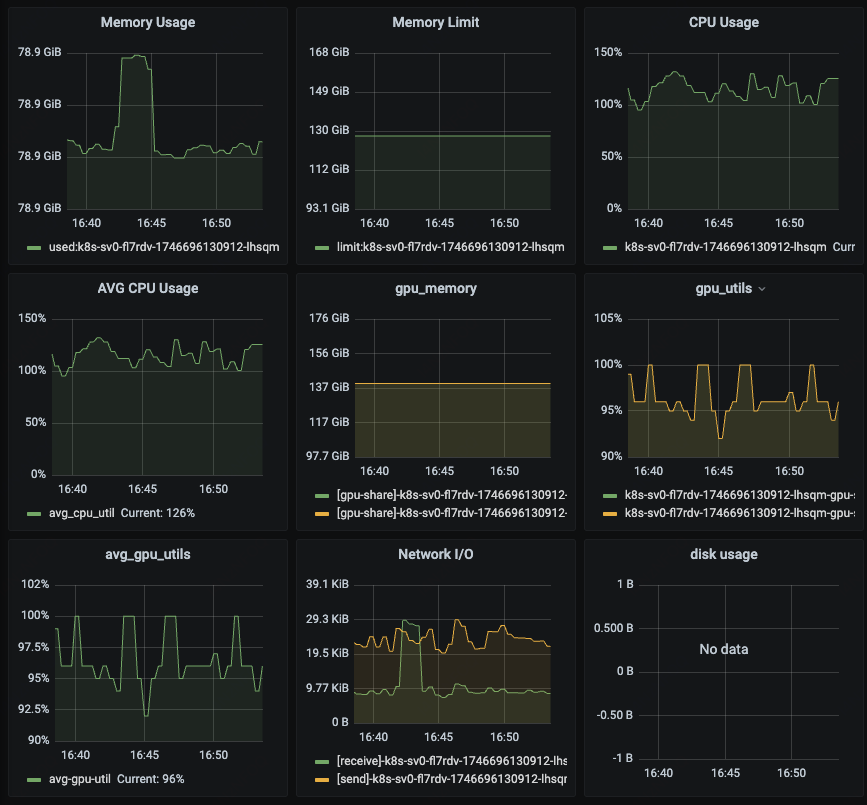 Memory Usage
78.9 GiB
78.9 GiB
78.9 GiB
78.9 GiB
16:40 16:45 16:50
used:k8s-sv0-fl7rdv-1746696130912-lhsqm
Memory Limit
168 GiB
149 GiB
130 GiB
112 GiB
93.1 GiB
16:40 16:45 16:50
limit:k8s-sv0-fl7rdv-1746696130912-lhsqm
CPU Usage
150%
100%
50%
0%
16:40 16:45 16:50
k8s-sv0-fl7rdv-1746696130912-lhsqm Curr
AVG CPU Usage
150%
100%
50%
0%
16:40 16:45 16:50
avg_cpu_util Current: 126%
gpu_memory
176 GiB
156 GiB
137 GiB
117 GiB
97.7 GiB
16:40 16:45 16:50
[gpu-share]-k8s-sv0-fl7rdv-1746696130912-
[gpu-share]-k8s-sv0-fl7rdv-1746696130912-
gpu_utils
105%
100%
95%
90%
16:40 16:45 16:50
k8s-sv0-fl7rdv-1746696130912-lhsqm-gpu-
k8s-sv0-fl7rdv-1746696130912-lhsqm-gpu-
avg_gpu_utils
102%
100%
97.5%
95%
92.5%
90%
16:40 16:45 16:50
avg-gpu-util Current: 96%
Network I/O
39.1 KiB
29.3 KiB
19.5 KiB
9.77 KiB
0 B
16:40 16:45 16:50
[receive]-k8s-sv0-fl7rdv-1746696130912-lhs
[send]-k8s-sv0-fl7rdv-1746696130912-lhsqr
disk usage
1 B
0.500 B
0 B
-0.50 B
-1 B
No data
16:40 16:45 16:50